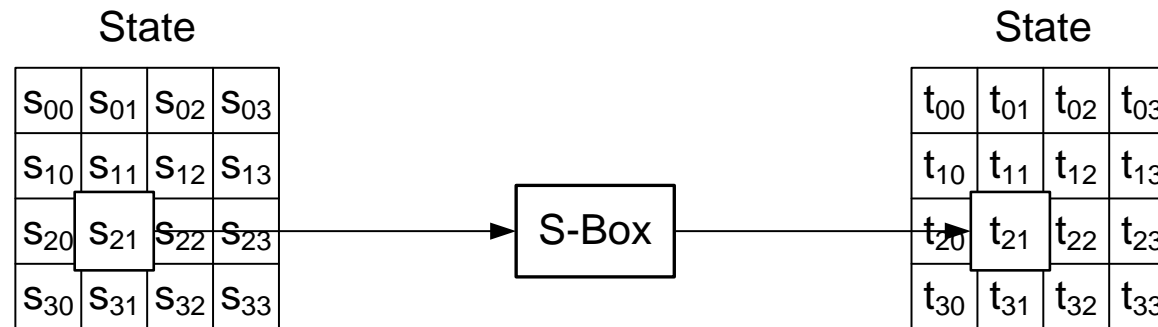 State State
s00 s01 s02 s03 t00 t01 t02 t03
s10 s11 s12 s13 t10 t11 t12 t13
s20 s21 s22 s23 S-Box t20 t21 t22 t23
s30 s31 s32 s33 t30 t31 t32 t33